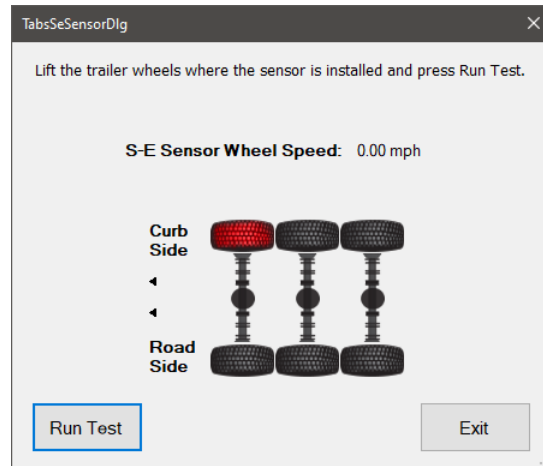 TabsSeSensorDlg
Lift the trailer wheels where the sensor is installed and press Run Test.
S-E Sensor Wheel Speed: 0.00 mph
Curb
Side
Road
Side
Run Test
Exit